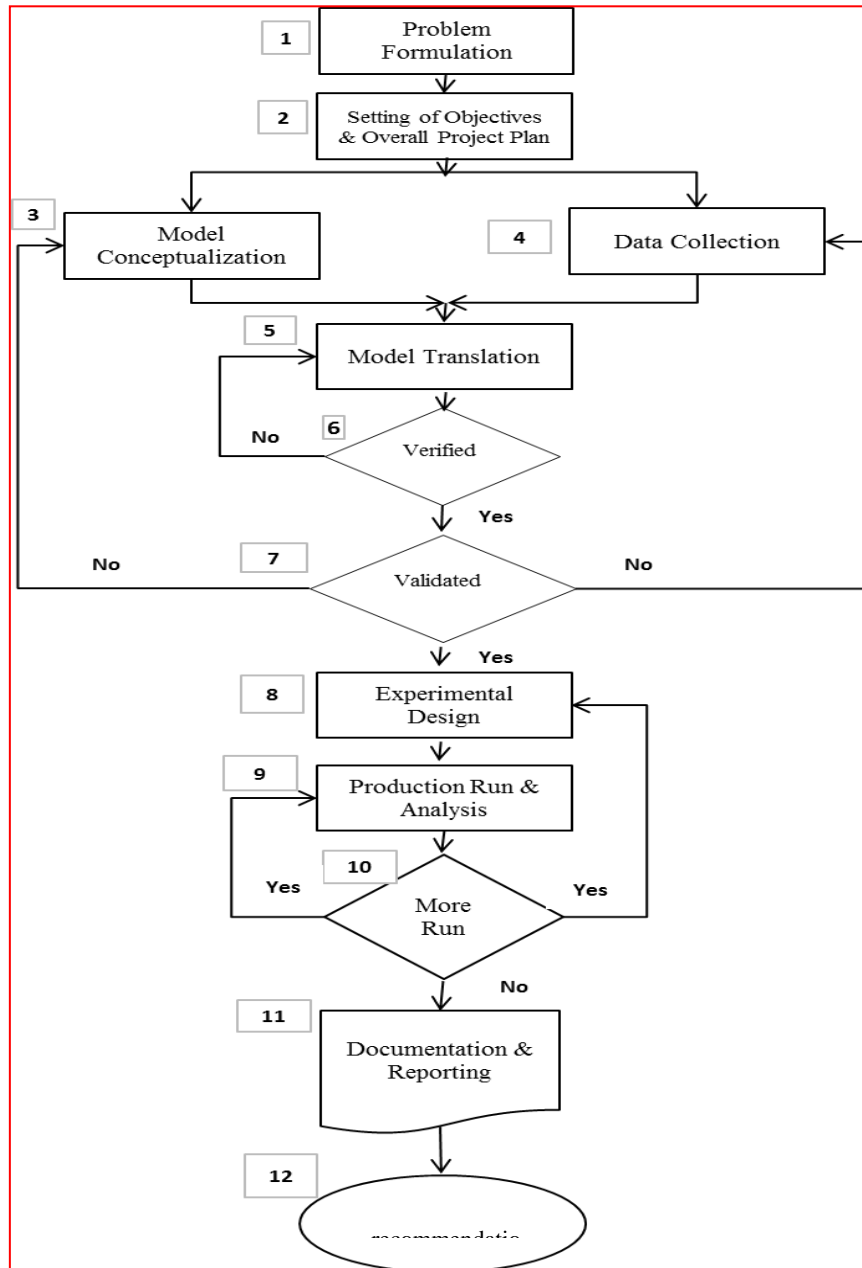 1
Problem
Formulation
2
Setting of Objectives
& Overall Project Plan
3
Model
Conceptualization
4
Data Collection
5
Model Translation
6
No
Verified
Yes
7
No
Validated
No
Yes
8
Experimental
Design
9
Production Run &
Analysis
10
Yes
More
Run
Yes
No
11
Documentation &
Reporting
12
recommendatio